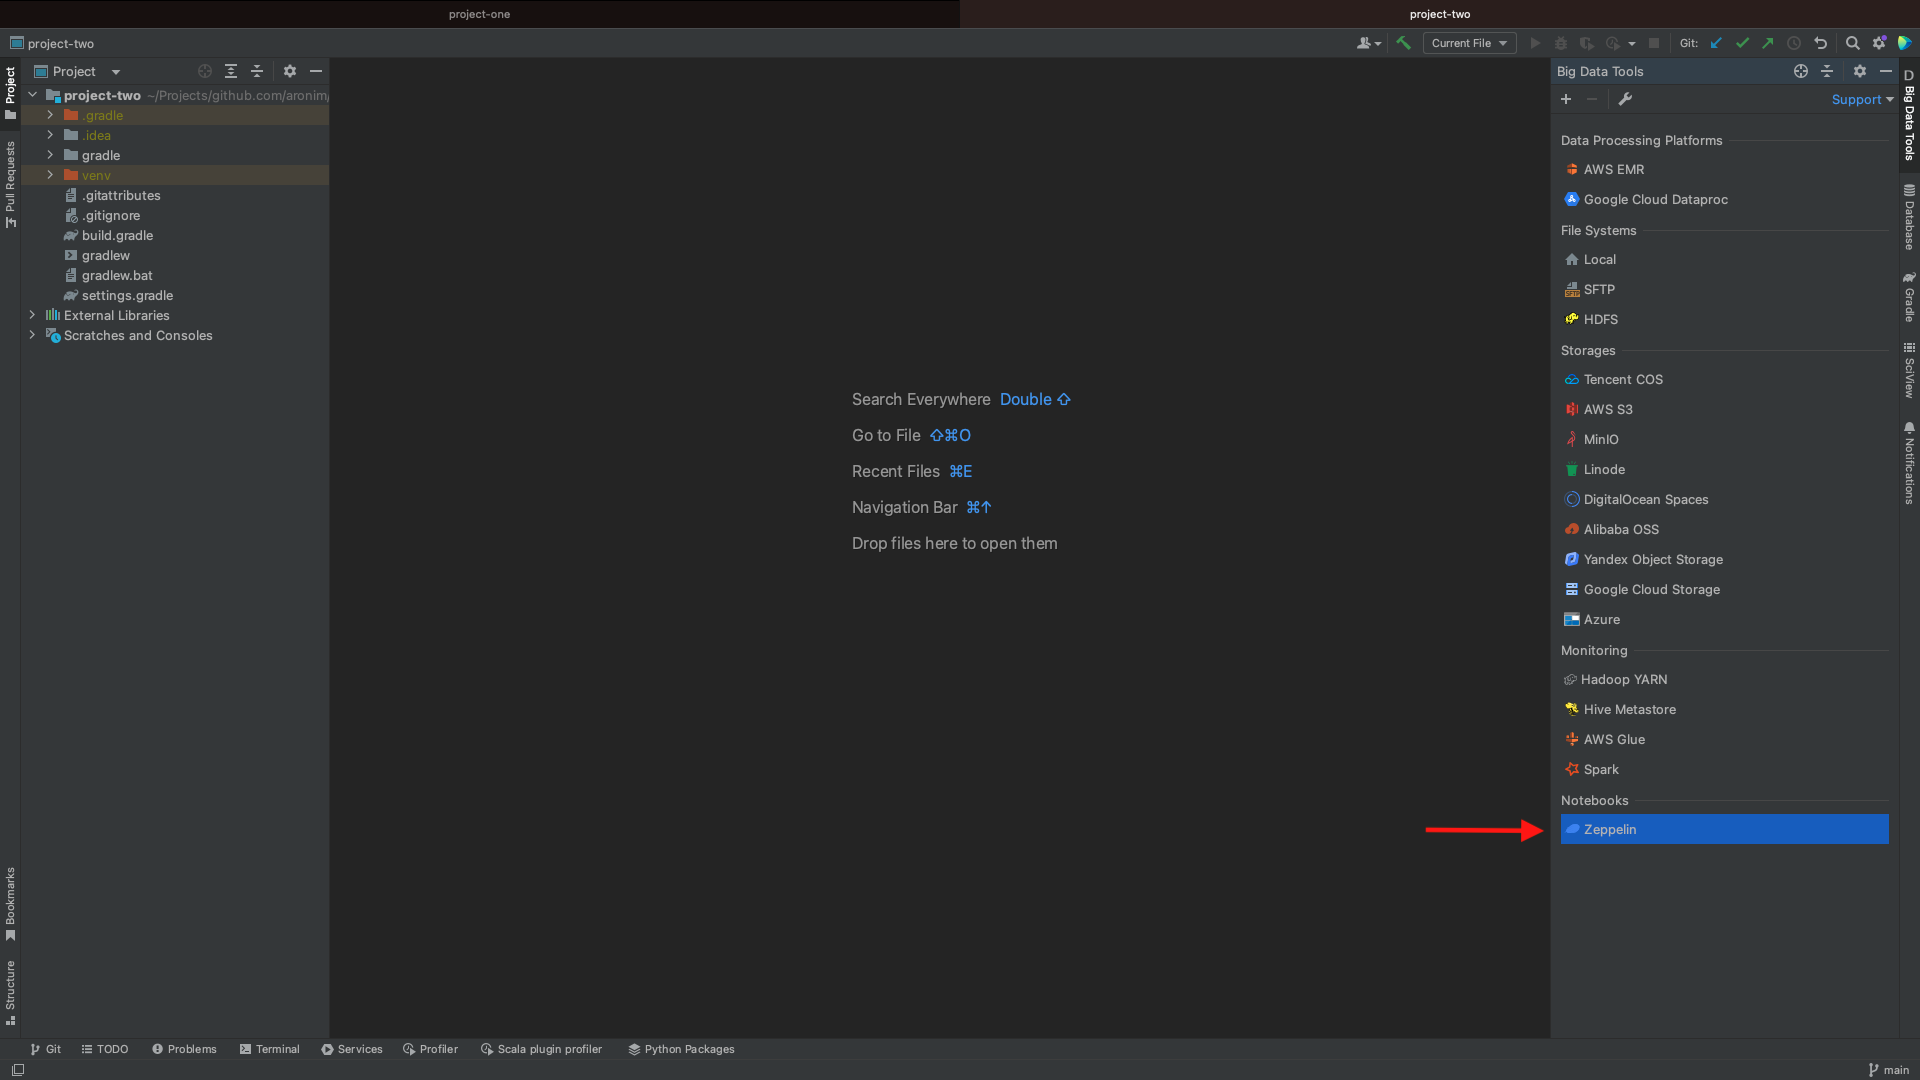 project-one
project-two
project-two
Current File
Git:
Project
Big Data Tools
Support
project-two ~/Projects/github.com/aronim/
.gradle
.idea
gradle
venv
.gitattributes
.gitignore
build.gradle
gradlew
gradlew.bat
settings.gradle
External Libraries
Scratches and Consoles
Project
Pull Requests
Bookmarks
Structure
Search Everywhere Double ⇧
Go to File ⇧⌘O
Recent Files ⌘E
Navigation Bar ⌘↑
Drop files here to open them
Data Processing Platforms
AWS EMR
Google Cloud Dataproc
File Systems
Local
SFTP
HDFS
Storages
Tencent COS
AWS S3
MinIO
Linode
DigitalOcean Spaces
Alibaba OSS
Yandex Object Storage
Google Cloud Storage
Azure
Monitoring
Hadoop YARN
Hive Metastore
AWS Glue
Spark
Notebooks
Zeppelin
D
Big Data Tools
Database
Gradle
SciView
Notifications
Git
TODO
Problems
Terminal
Services
Profiler
Scala plugin profiler
Python Packages
main